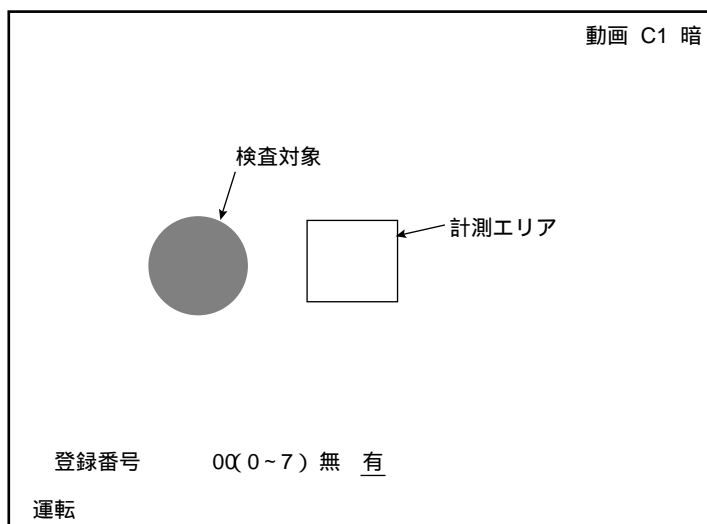 動画 C1 暗
検査対象
計測エリア
登録番号 00(0~7) 無 有
運転